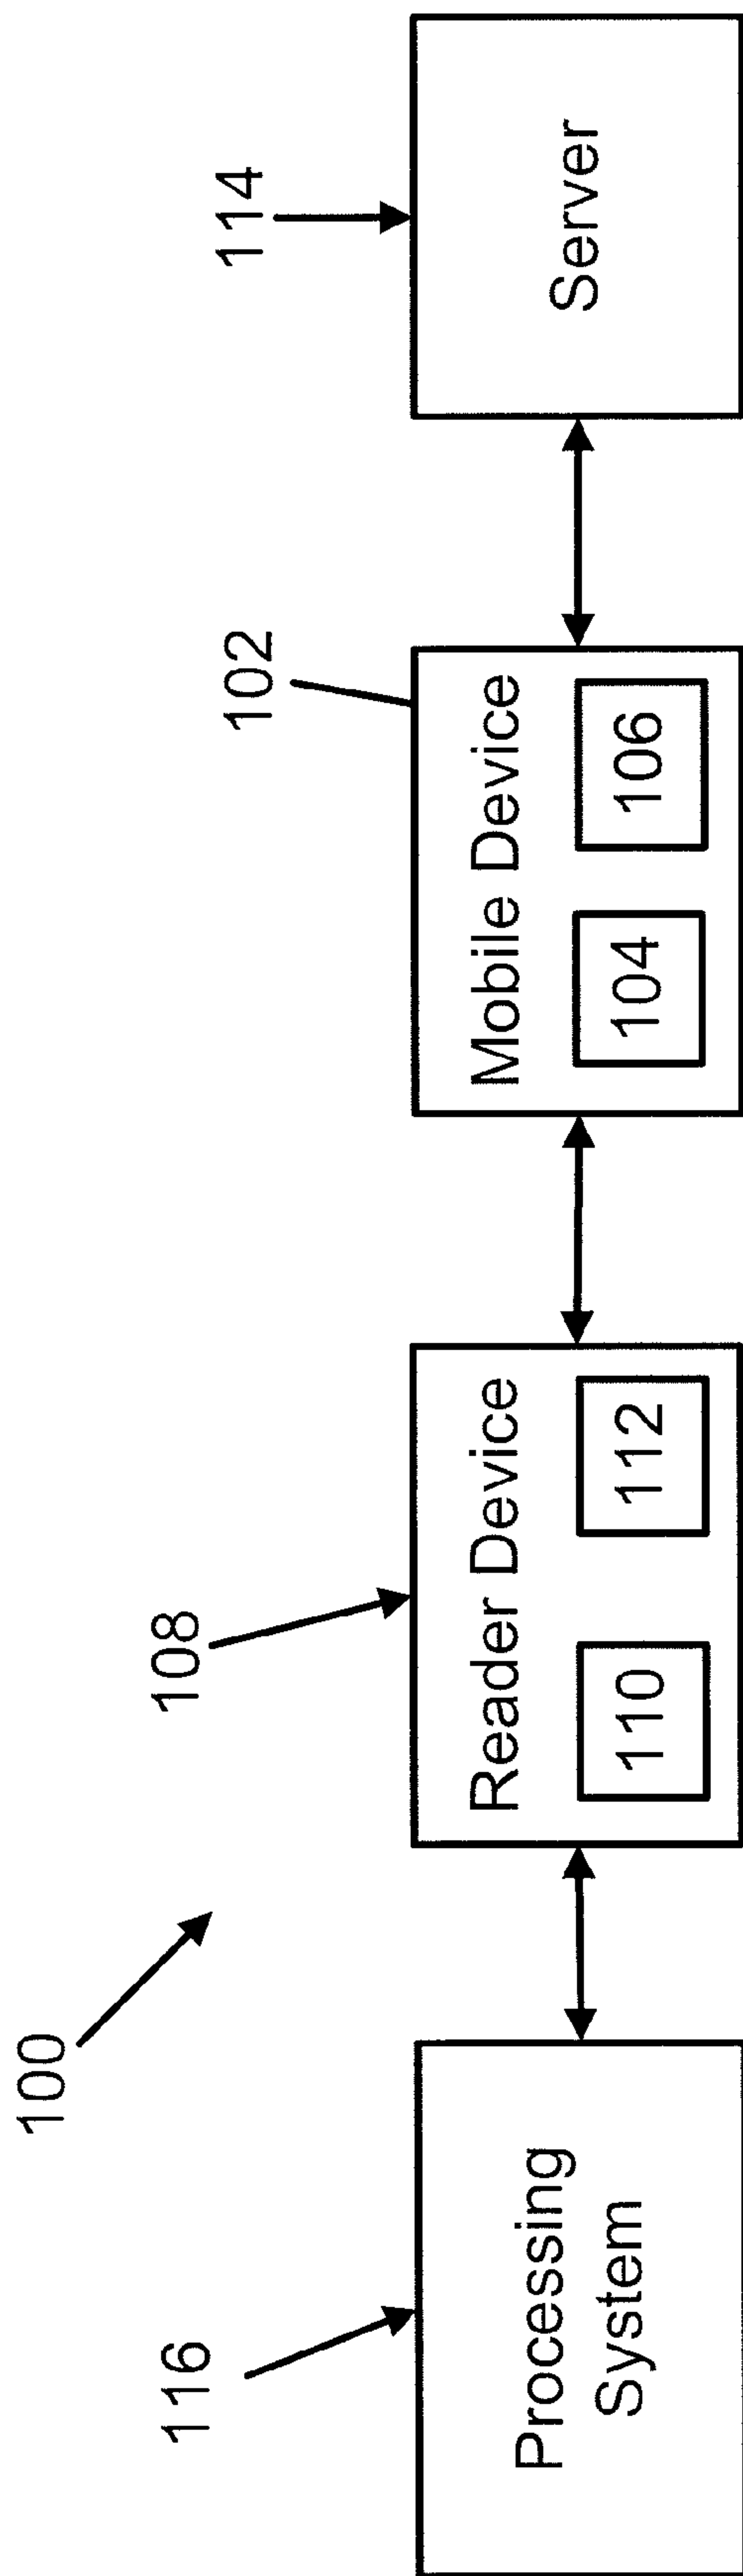 100
116
108
102
114
Processing
System
Reader Device
110
112
Mobile Device
104
106
Server